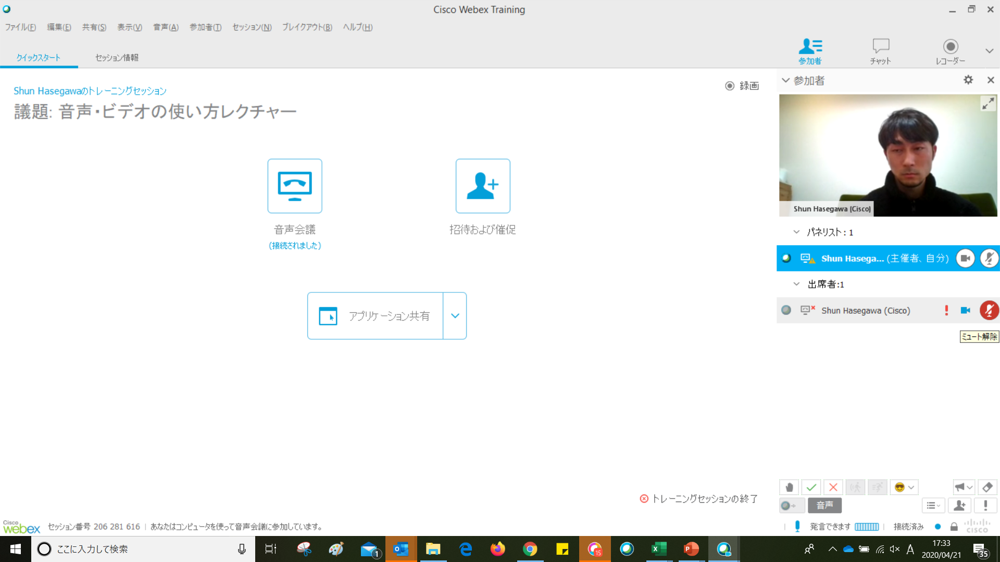 Cisco Webex Training
ファイル(F) 編集(E) 共有(S) 表示(V) 音声(A) 参加者(T) セッション(N) ブレイクアウト(B) ヘルプ(H)
クイックスタート セッション情報
参加者 チャット レコーダー
Shun Hasegawaのトレーニングセッション
議題: 音声・ビデオの使い方レクチャー
録画
音声会議
(接続されました)
招待および催促
アプリケーション共有
トレーニングセッションの終了
参加者
Shun Hasegawa (Cisco)
パネリスト: 1
Shun Hasega... (主催者、自分)
出席者:1
Shun Hasegawa (Cisco)
ミュート解除
音声
Cisco webex セッション番号 206 281 616 | あなたはコンピュータを使って音声会議に参加しています。
発言できます 接続済み
cisco
ここに入力して検索
1
15
A
17:33
2020/04/21
35